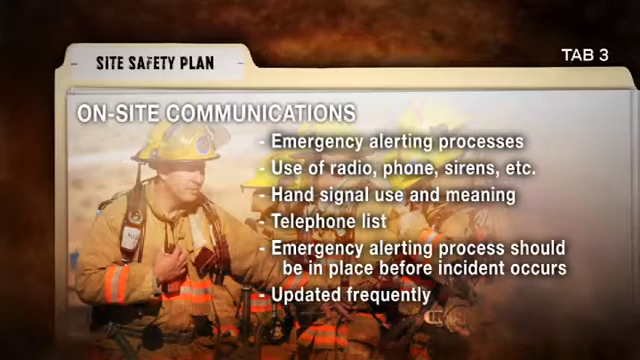 SITE SAFETY PLAN
TAB 3
ON-SITE COMMUNICATIONS
- Emergency alerting processes
- Use of radio, phone, sirens, etc.
- Hand signal use and meaning
- Telephone list
- Emergency alerting process should
be in place before incident occurs
- Updated frequently